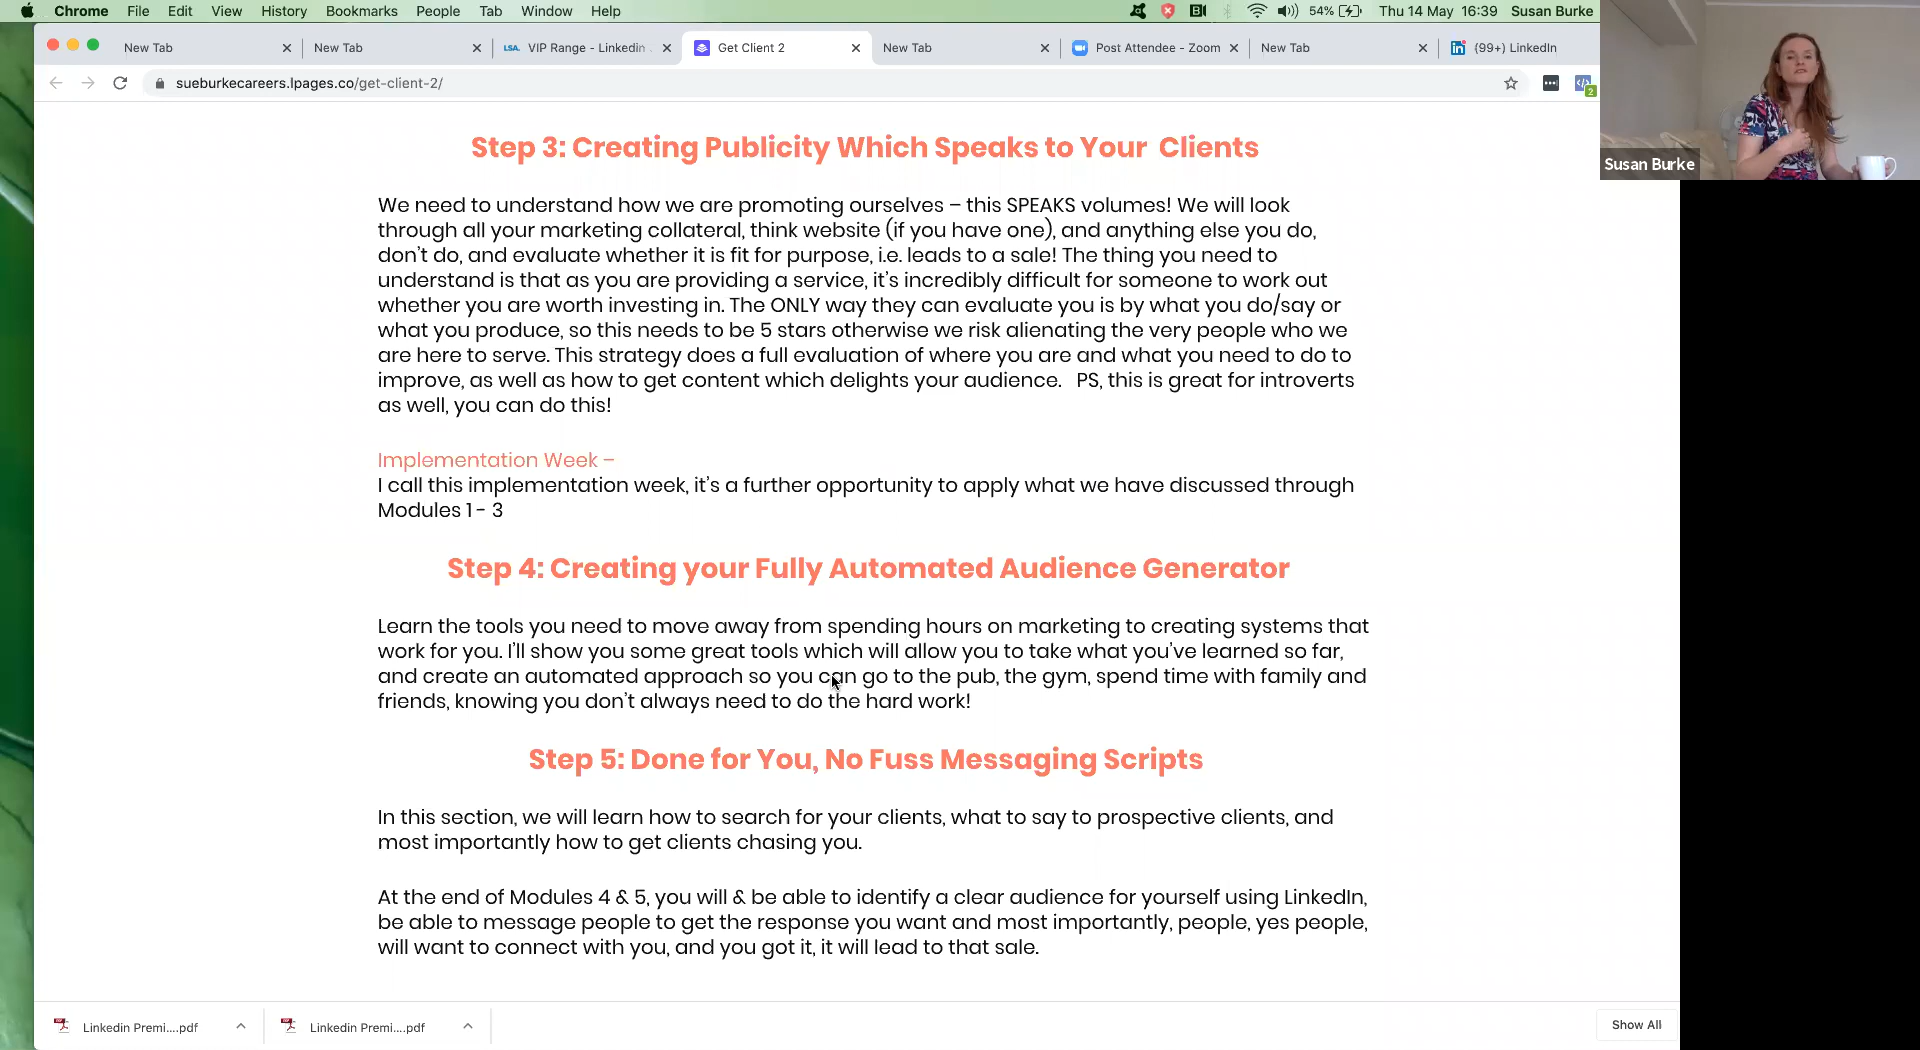 Chrome File Edit View History Bookmarks People Tab Window Help 54% Thu 14 May 16:39 Susan Burke
New Tab New Tab LSA. VIP Range - Linkedin Get Client 2 New Tab Post Attendee - Zoom New Tab (99+) LinkedIn
sueburkecareers.lpages.co/get-client-2/
2
Susan Burke
Step 3: Creating Publicity Which Speaks to Your Clients
We need to understand how we are promoting ourselves – this SPEAKS volumes! We will look
through all your marketing collateral, think website (if you have one), and anything else you do,
don't do, and evaluate whether it is fit for purpose, i.e. leads to a sale! The thing you need to
understand is that as you are providing a service, it's incredibly difficult for someone to work out
whether you are worth investing in. The ONLY way they can evaluate you is by what you do/say or
what you produce, so this needs to be 5 stars otherwise we risk alienating the very people who we
are here to serve. This strategy does a full evaluation of where you are and what you need to do to
improve, as well as how to get content which delights your audience. PS, this is great for introverts
as well, you can do this!
Implementation Week –
I call this implementation week, it's a further opportunity to apply what we have discussed through
Modules 1 - 3
Step 4: Creating your Fully Automated Audience Generator
Learn the tools you need to move away from spending hours on marketing to creating systems that
work for you. I'll show you some great tools which will allow you to take what you've learned so far,
and create an automated approach so you can go to the pub, the gym, spend time with family and
friends, knowing you don't always need to do the hard work!
Step 5: Done for You, No Fuss Messaging Scripts
In this section, we will learn how to search for your clients, what to say to prospective clients, and
most importantly how to get clients chasing you.
At the end of Modules 4 & 5, you will & be able to identify a clear audience for yourself using LinkedIn,
be able to message people to get the response you want and most importantly, people, yes people,
will want to connect with you, and you got it, it will lead to that sale.
Linkedin Premi....pdf Linkedin Premi....pdf Show All